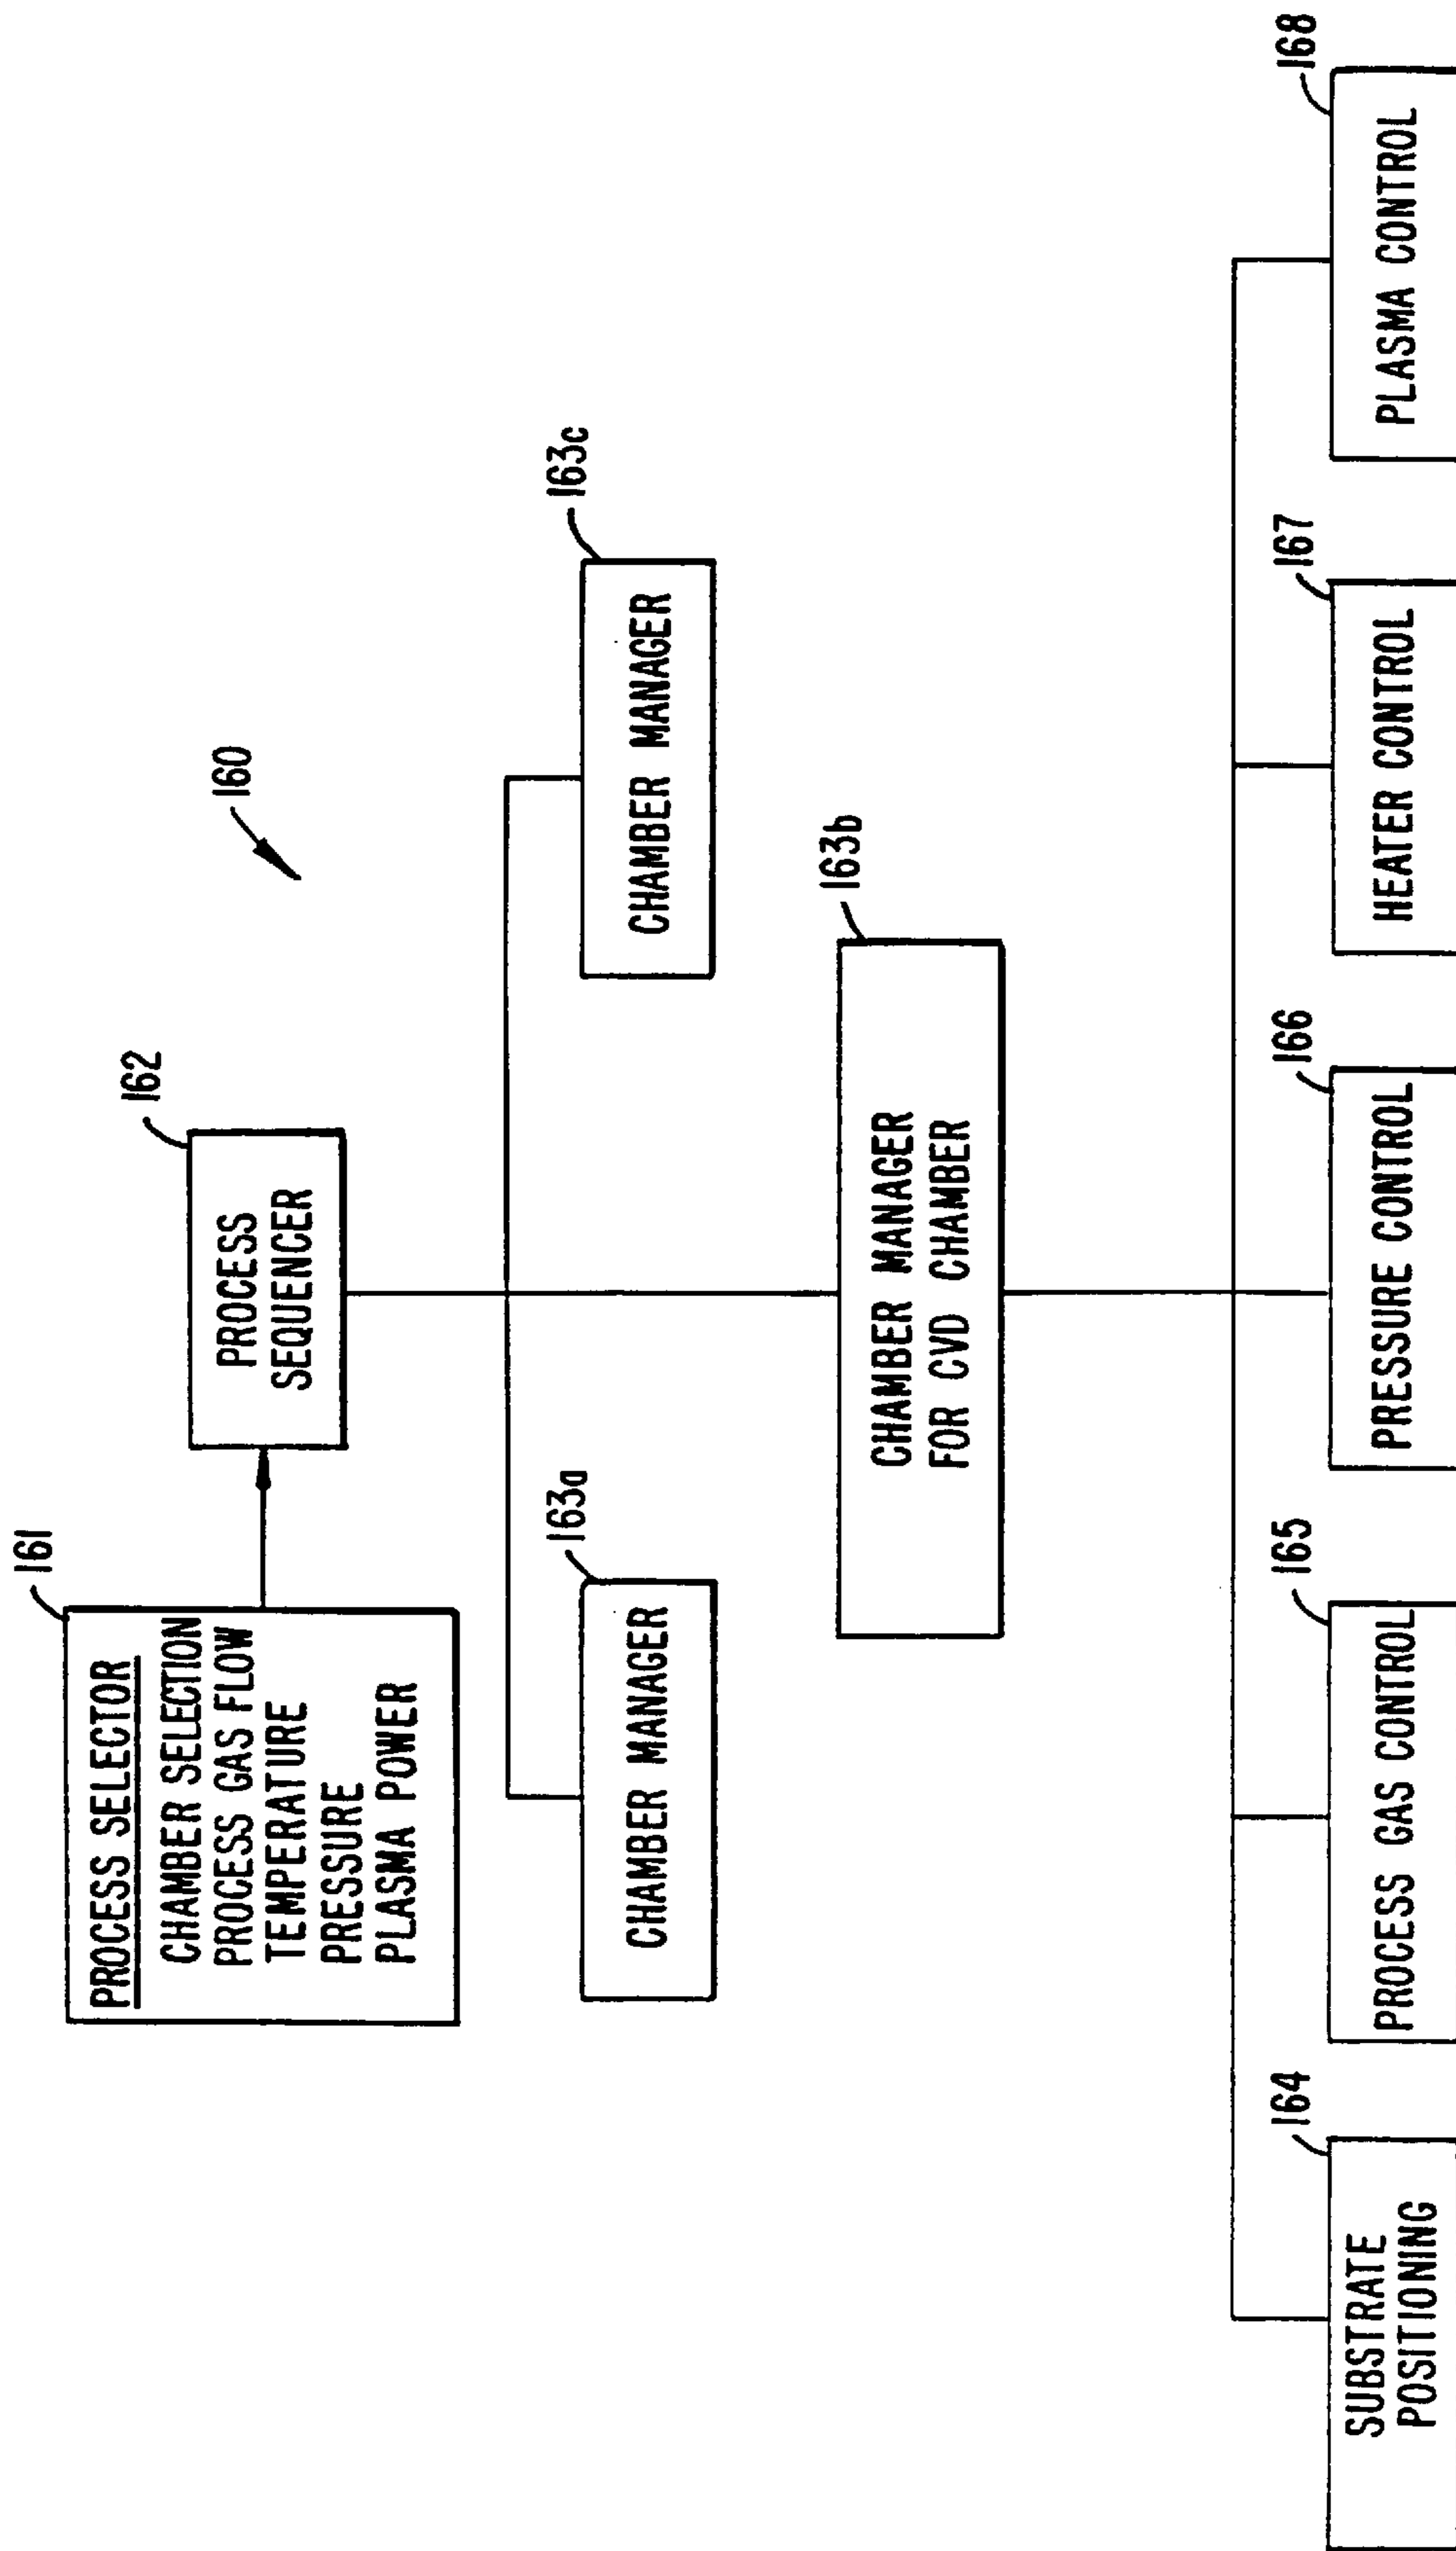 161
PROCESS SELECTOR
CHAMBER SELECTION
PROCESS GAS FLOW
TEMPERATURE
PRESSURE
PLASMA POWER
162
PROCESS
SEQUENCER
160
163a
CHAMBER MANAGER
163c
CHAMBER MANAGER
163b
CHAMBER MANAGER
FOR CVD CHAMBER
164
SUBSTRATE
POSITIONING
165
PROCESS GAS CONTROL
166
PRESSURE CONTROL
167
HEATER CONTROL
168
PLASMA CONTROL